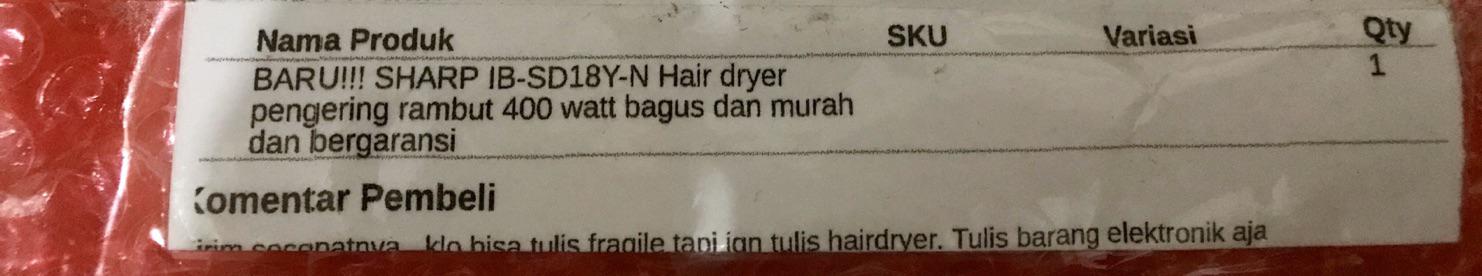 Nama Produk SKU Variasi Qty
BARU!!! SHARP IB-SD18Y-N Hair dryer 1
pengering rambut 400 watt bagus dan murah
dan bergaransi
Komentar Pembeli
klo bisa tulis fragile tapi jgn tulis hairdryer. Tulis barang elektronik aja